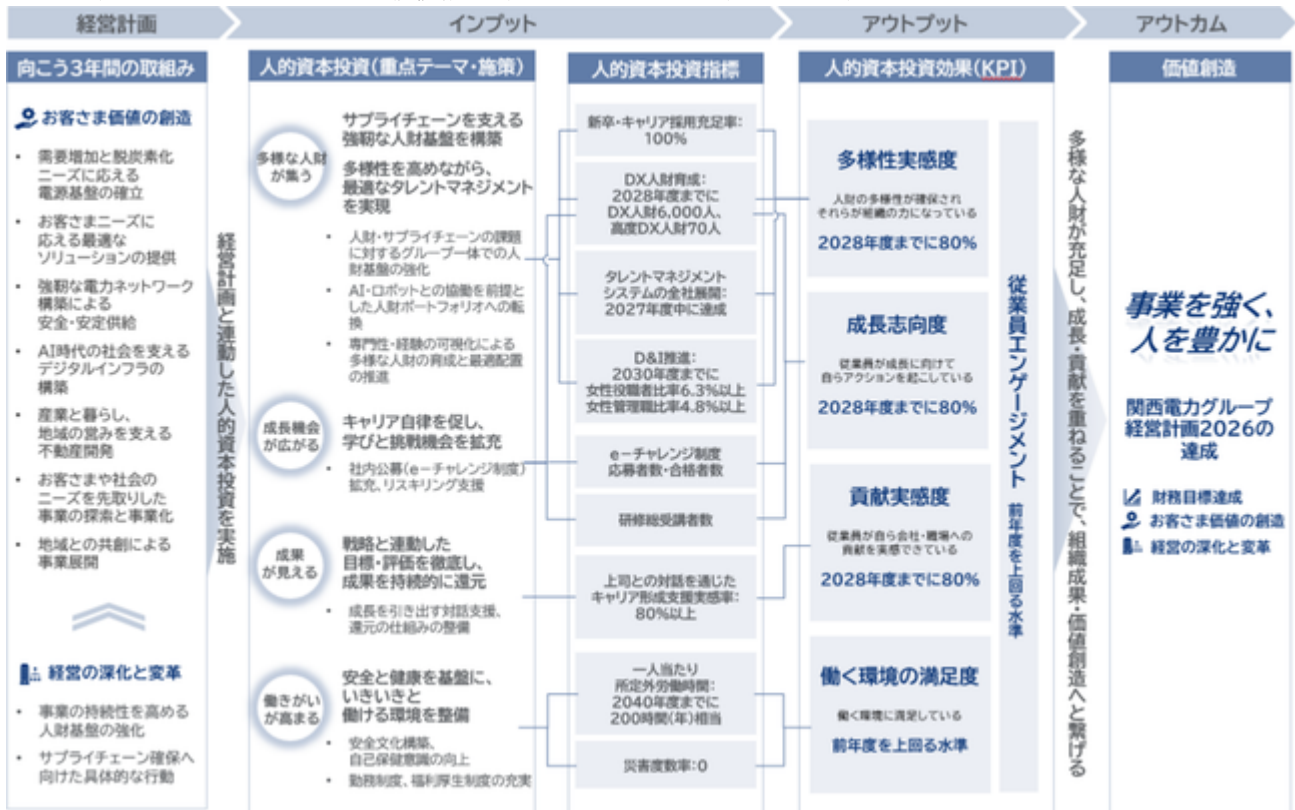 経営計画
インプット
アウトプット
アウトカム
向こう3年間の取組み
お客さま価値の創造
・ 需要増加と脱炭素化
ニーズに応える
電源基盤の確立
・ お客さまニーズに
応える最適な
ソリューションの提供
・ 強靭な電力ネットワーク
構築による
安全・安定供給
・ AI時代の社会を支える
デジタルインフラの
構築
・ 産業と暮らし、
地域の営みを支える
不動産開発
・ お客さまや社会の
ニーズを先取りした
事業の探索と事業化
・ 地域との共創による
事業展開
経営の深化と変革
・ 事業の持続性を高める
人財基盤の強化
・ サプライチェーン確保へ
向けた具体的な行動
経営計画と連動した人的資本投資を実施
人的資本投資(重点テーマ・施策)
多様な人財
が集う
サプライチェーンを支える
強靭な人財基盤を構築
多様性を高めながら、
最適なタレントマネジメント
を実現
・ 人財・サプライチェーンの課題
に対するグループ一体での人
財基盤の強化
・ AI・ロボットとの協働を前提と
した人財ポートフォリオへの転
換
・ 専門性・経験の可視化による
多様な人財の育成と最適配置
の推進
成長機会
が広がる
キャリア自律を促し、
学びと挑戦機会を拡充
・ 社内公募(e-チャレンジ制度)
拡充、リスキリング支援
成果
が見える
戦略と連動した
目標・評価を徹底し、
成果を持続的に還元
・ 成長を引き出す対話支援、
還元の仕組みの整備
働きがい
が高まる
安全と健康を基盤に、
いきいきと
働ける環境を整備
・ 安全文化構築、
自己保健意識の向上
・ 勤務制度、福利厚生制度の充実
人的資本投資指標
新卒・キャリア採用充足率:
100%
DX人財育成:
2028年度までに
DX人財6,000人、
高度DX人財70人
タレントマネジメント
システムの全社展開:
2027年度中に達成
D&I推進:
2030年度までに
女性役職者比率6.3%以上
女性管理職比率4.8%以上
e-チャレンジ制度
応募者数・合格者数
研修総受講者数
上司との対話を通じた
キャリア形成支援実感率:
80%以上
一人当たり
所定外労働時間:
2040年度までに
200時間(年)相当
災害度数率:0
人的資本投資効果(KPI)
多様性実感度
人財の多様性が確保され
それらが組織の力になっている
2028年度までに80%
成長志向度
従業員が成長に向けて
自らアクションを起こしている
2028年度までに80%
貢献実感度
従業員が自ら会社・職場への
貢献を実感できている
2028年度までに80%
働く環境の満足度
働く環境に満足している
前年度を上回る水準
従業員エンゲージメント 前年度を上回る水準
多様な人財が充足し、成長・貢献を重ねることで、組織成果・価値創造へと繋げる
価値創造
事業を強く、
人を豊かに
関西電力グループ
経営計画2026の
達成
財務目標達成
お客さま価値の創造
経営の深化と変革